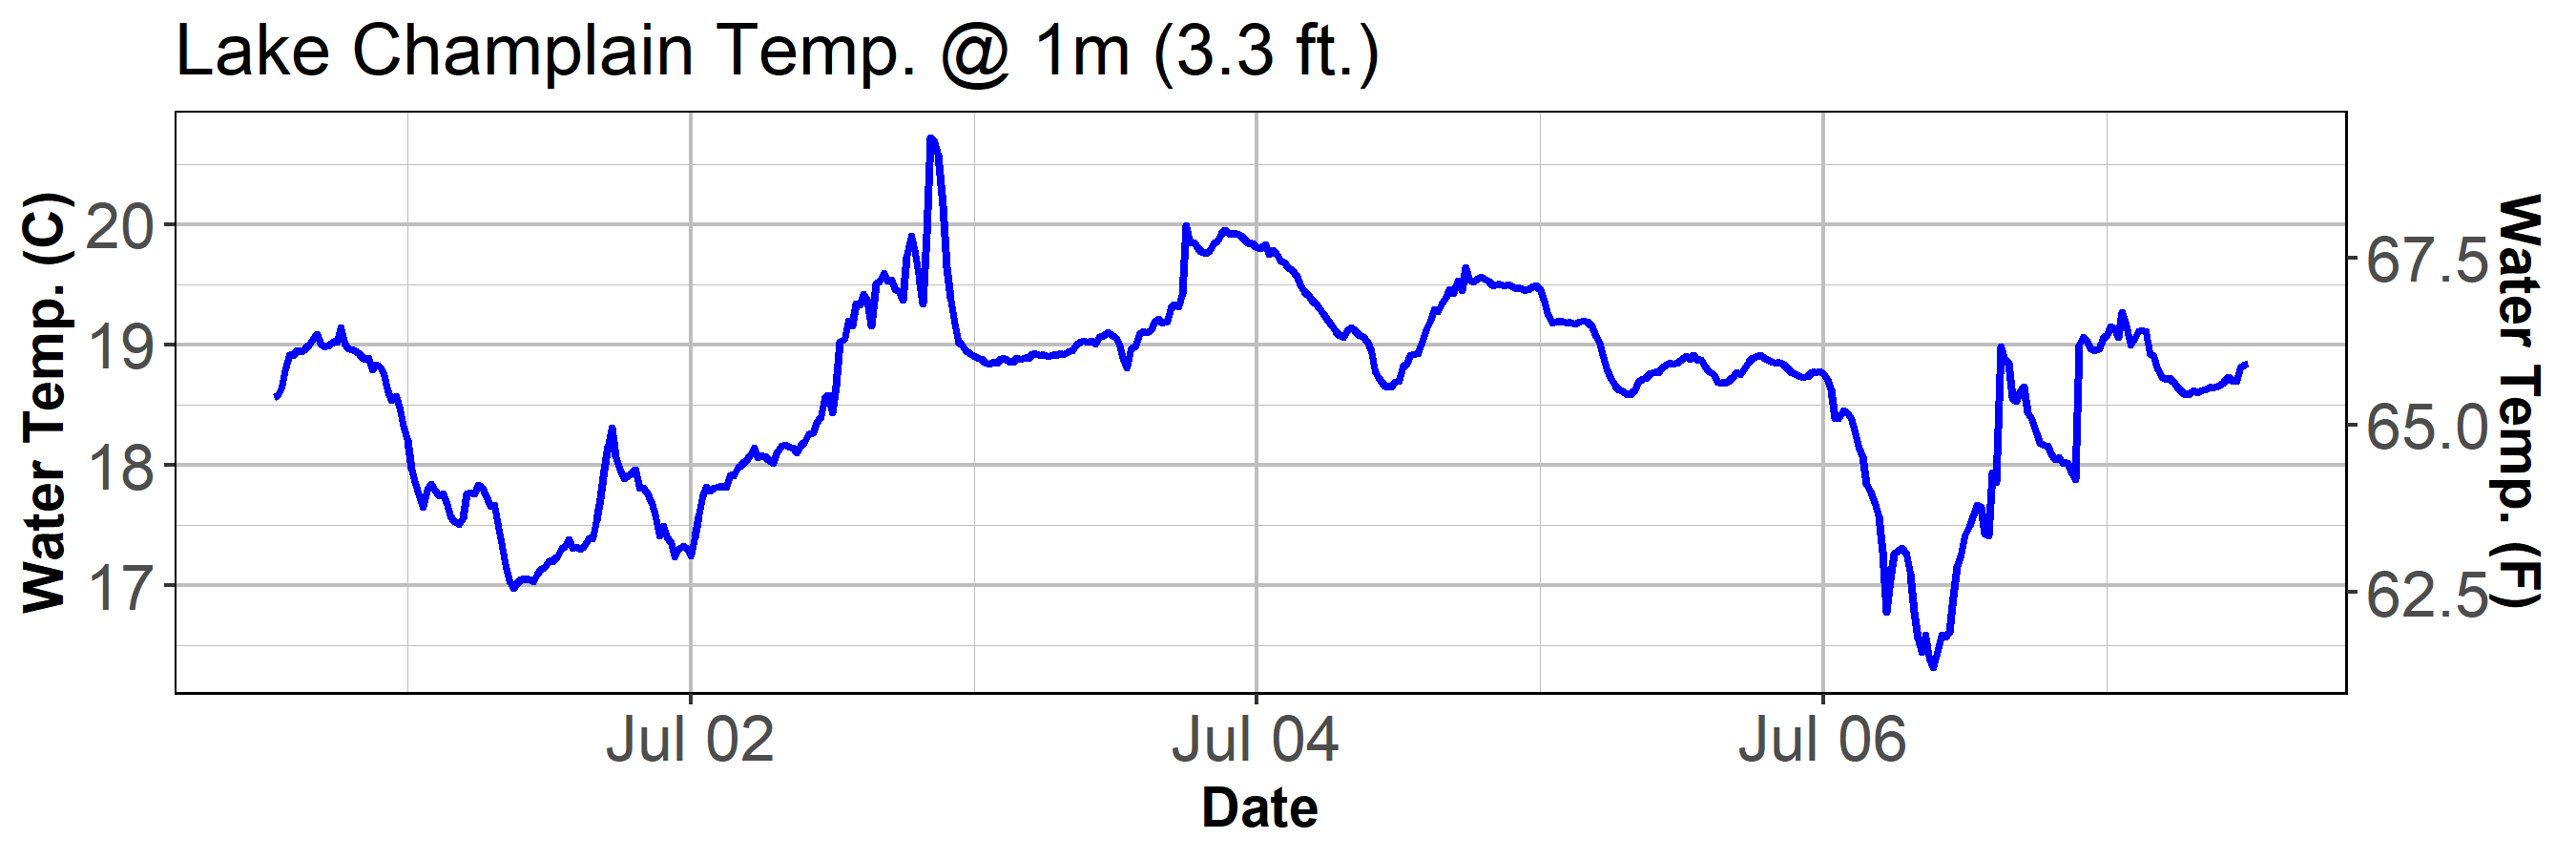 Lake Champlain Temp. @ 1m (3.3 ft.)
Water Temp. (C)
20
19
18
17
67.5
65.0
62.5
Water Temp. (F)
Jul 02
Jul 04
Jul 06
Date